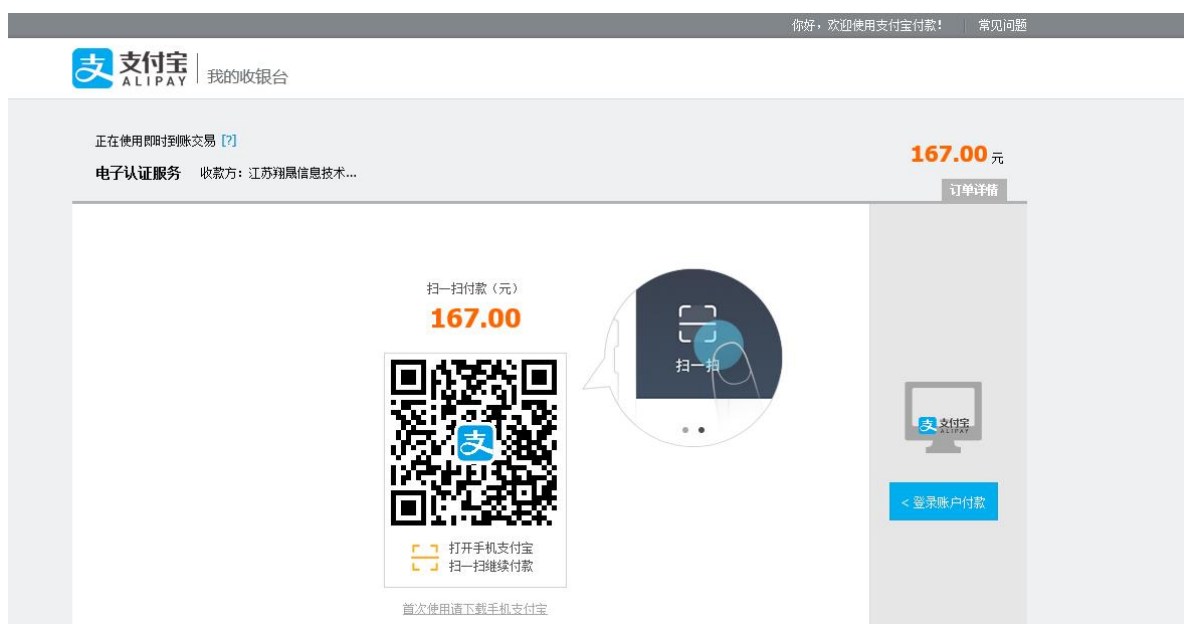 你好，欢迎使用支付宝付款！ 常见问题
支 支付宝 ALIPAY 我的收银台
正在使用即时到账交易 [?]
167.00 元
电子认证服务 收款方：江苏翔晟信息技术...
订单详情
扫一扫付款（元）
167.00
扫一扫
支
支 支付宝 ALIPAY
< 登录账户付款
打开手机支付宝
扫一扫继续付款
首次使用请下载手机支付宝